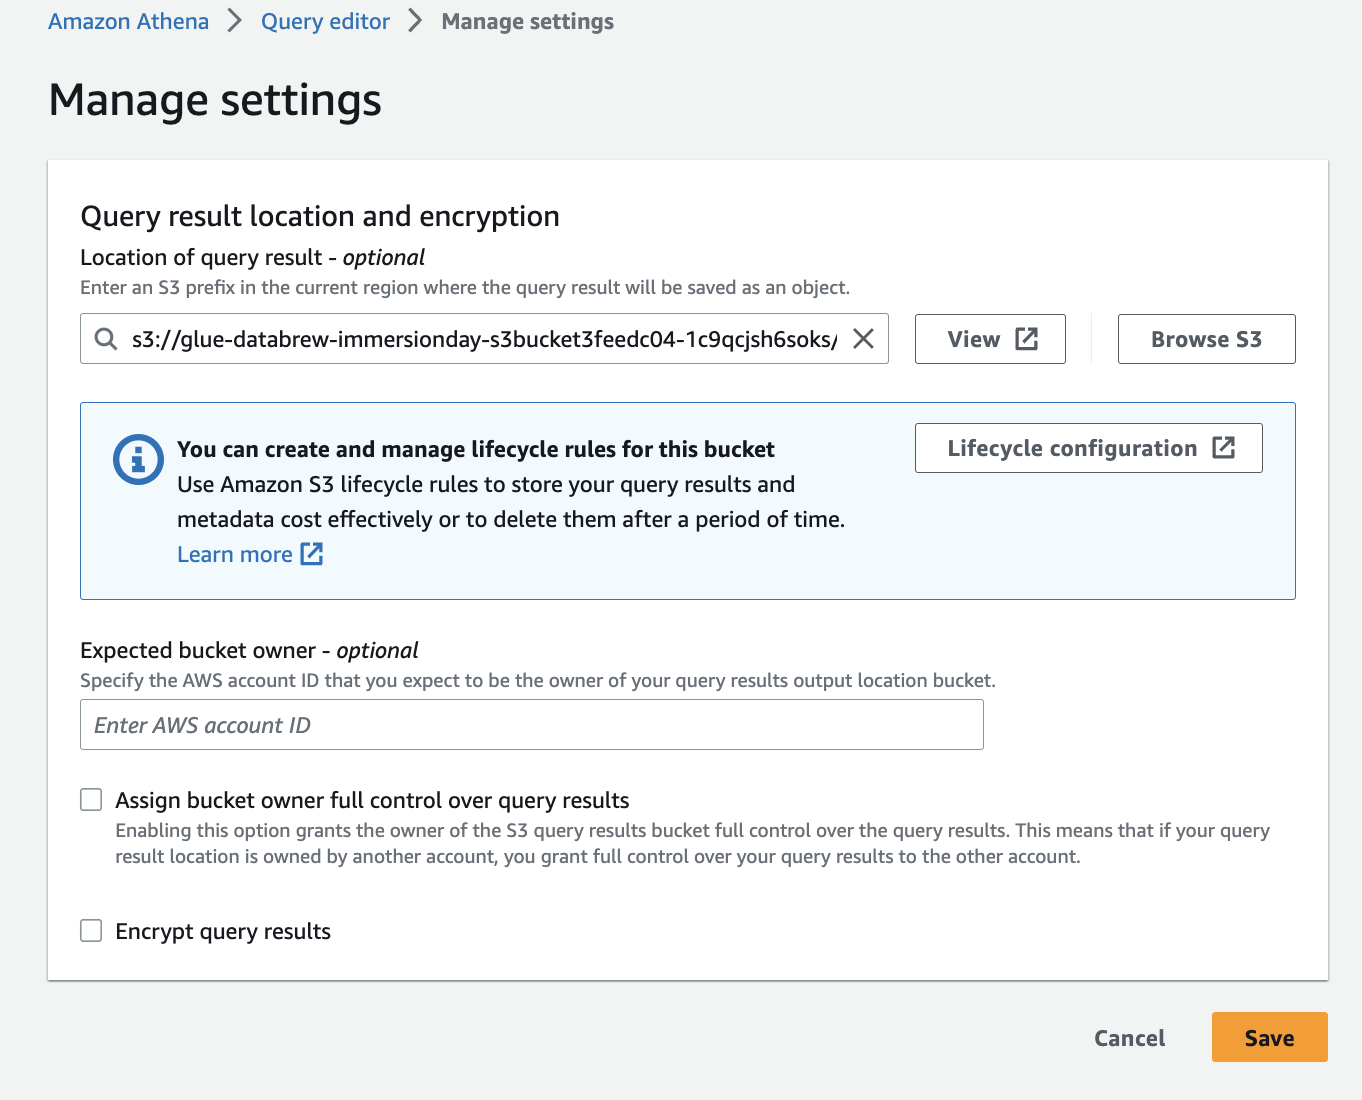 Amazon Athena > Query editor > Manage settings
Manage settings
Query result location and encryption
Location of query result - optional
Enter an S3 prefix in the current region where the query result will be saved as an object.
s3://glue-databrew-immersionday-s3bucket3feedc04-1c9qcjsh6soks/
View
Browse S3
You can create and manage lifecycle rules for this bucket
Lifecycle configuration
Use Amazon S3 lifecycle rules to store your query results and
metadata cost effectively or to delete them after a period of time.
Learn more
Expected bucket owner - optional
Specify the AWS account ID that you expect to be the owner of your query results output location bucket.
Enter AWS account ID
Assign bucket owner full control over query results
Enabling this option grants the owner of the S3 query results bucket full control over the query results. This means that if your query
result location is owned by another account, you grant full control over your query results to the other account.
Encrypt query results
Cancel
Save